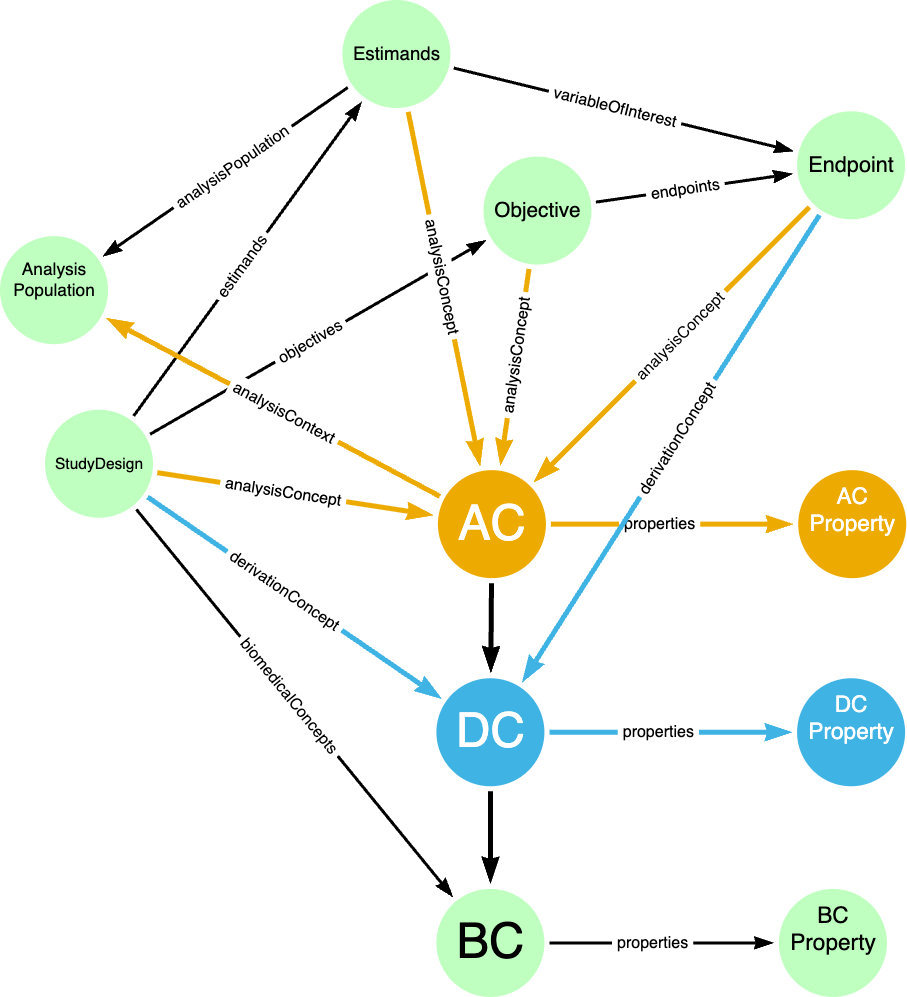 Estimands
variableOfInterest
analysisPopulation
Endpoint
endpoints
Objective
analysisConcept
estimands
Analysis
Population
objectives
analysisConcept
analysisConcept
analysisContext
derivationConcept
StudyDesign
analysisConcept
AC
properties
AC
Property
derivationConcept
biomedicalConcepts
DC
properties
DC
Property
BC
properties
BC
Property